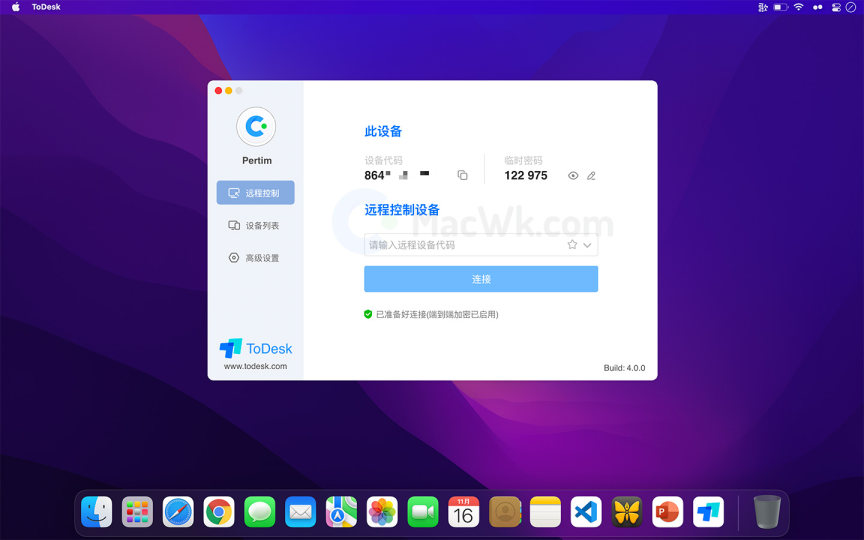 ToDesk
Pertim
远程控制
设备列表
高级设置
ToDesk
www.todesk.com
此设备
设备代码
临时密码
864
122 975
远程控制设备
MacWk.com
请输入远程设备代码
连接
已准备好连接(端到端加密已启用)
Build: 4.0.0
11月
16
P